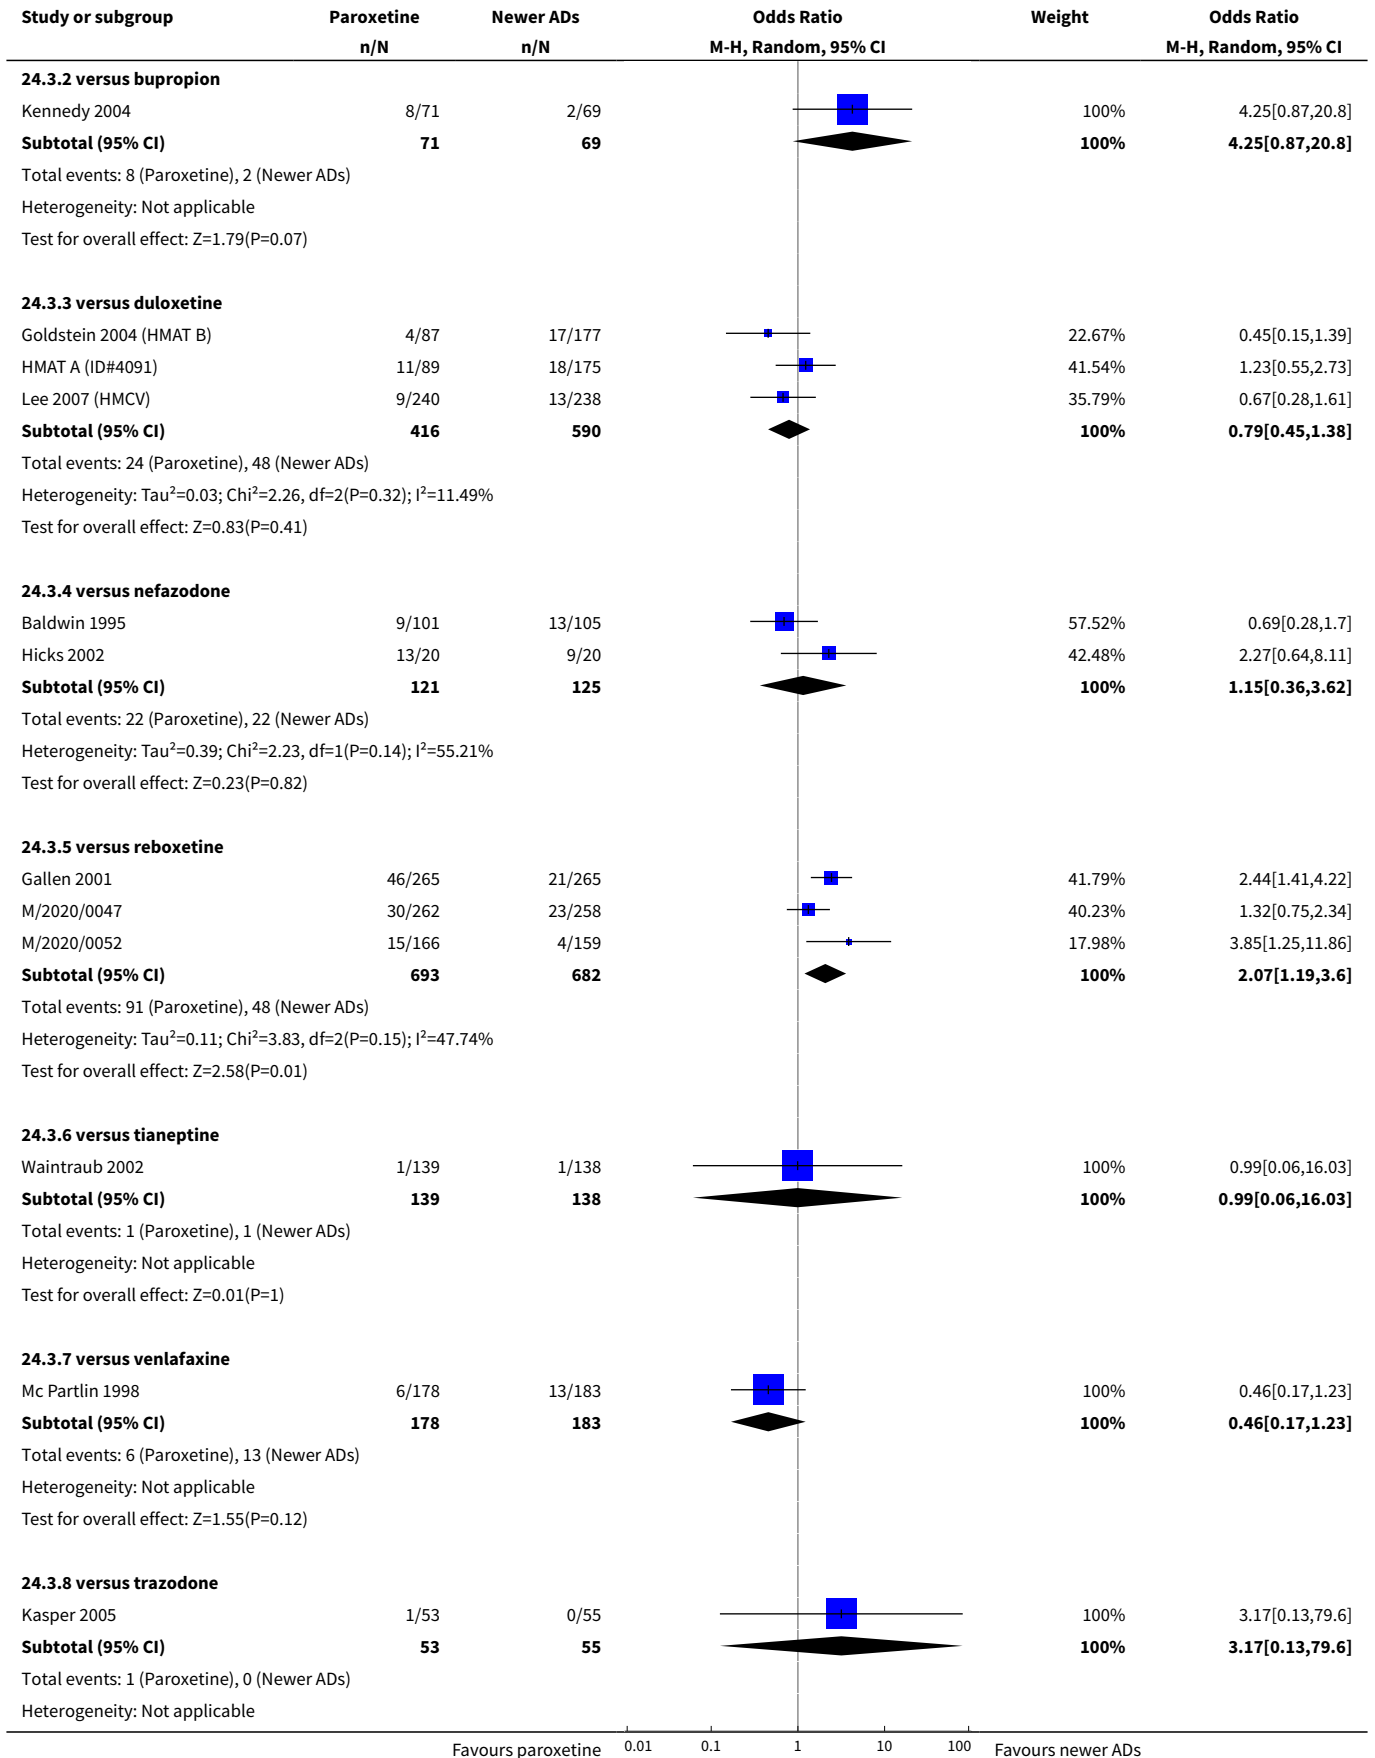 Study or subgroup Paroxetine Newer ADs Odds Ratio Weight Odds Ratio
n/N n/N M-H, Random, 95% CI M-H, Random, 95% CI
24.3.2 versus bupropion
Kennedy 2004 8/71 2/69 100% 4.25[0.87,20.8]
Subtotal (95% CI) 71 69 100% 4.25[0.87,20.8]
Total events: 8 (Paroxetine), 2 (Newer ADs)
Heterogeneity: Not applicable
Test for overall effect: Z=1.79(P=0.07)
24.3.3 versus duloxetine
Goldstein 2004 (HMAT B) 4/87 17/177 22.67% 0.45[0.15,1.39]
HMAT A (ID#4091) 11/89 18/175 41.54% 1.23[0.55,2.73]
Lee 2007 (HMCV) 9/240 13/238 35.79% 0.67[0.28,1.61]
Subtotal (95% CI) 416 590 100% 0.79[0.45,1.38]
Total events: 24 (Paroxetine), 48 (Newer ADs)
Heterogeneity: Tau²=0.03; Chi²=2.26, df=2(P=0.32); I²=11.49%
Test for overall effect: Z=0.83(P=0.41)
24.3.4 versus nefazodone
Baldwin 1995 9/101 13/105 57.52% 0.69[0.28,1.7]
Hicks 2002 13/20 9/20 42.48% 2.27[0.64,8.11]
Subtotal (95% CI) 121 125 100% 1.15[0.36,3.62]
Total events: 22 (Paroxetine), 22 (Newer ADs)
Heterogeneity: Tau²=0.39; Chi²=2.23, df=1(P=0.14); I²=55.21%
Test for overall effect: Z=0.23(P=0.82)
24.3.5 versus reboxetine
Gallen 2001 46/265 21/265 41.79% 2.44[1.41,4.22]
M/2020/0047 30/262 23/258 40.23% 1.32[0.75,2.34]
M/2020/0052 15/166 4/159 17.98% 3.85[1.25,11.86]
Subtotal (95% CI) 693 682 100% 2.07[1.19,3.6]
Total events: 91 (Paroxetine), 48 (Newer ADs)
Heterogeneity: Tau²=0.11; Chi²=3.83, df=2(P=0.15); I²=47.74%
Test for overall effect: Z=2.58(P=0.01)
24.3.6 versus tianeptine
Waintraub 2002 1/139 1/138 100% 0.99[0.06,16.03]
Subtotal (95% CI) 139 138 100% 0.99[0.06,16.03]
Total events: 1 (Paroxetine), 1 (Newer ADs)
Heterogeneity: Not applicable
Test for overall effect: Z=0.01(P=1)
24.3.7 versus venlafaxine
Mc Partlin 1998 6/178 13/183 100% 0.46[0.17,1.23]
Subtotal (95% CI) 178 183 100% 0.46[0.17,1.23]
Total events: 6 (Paroxetine), 13 (Newer ADs)
Heterogeneity: Not applicable
Test for overall effect: Z=1.55(P=0.12)
24.3.8 versus trazodone
Kasper 2005 1/53 0/55 100% 3.17[0.13,79.6]
Subtotal (95% CI) 53 55 100% 3.17[0.13,79.6]
Total events: 1 (Paroxetine), 0 (Newer ADs)
Heterogeneity: Not applicable
Favours paroxetine 0.01 0.1 1 10 100 Favours newer ADs